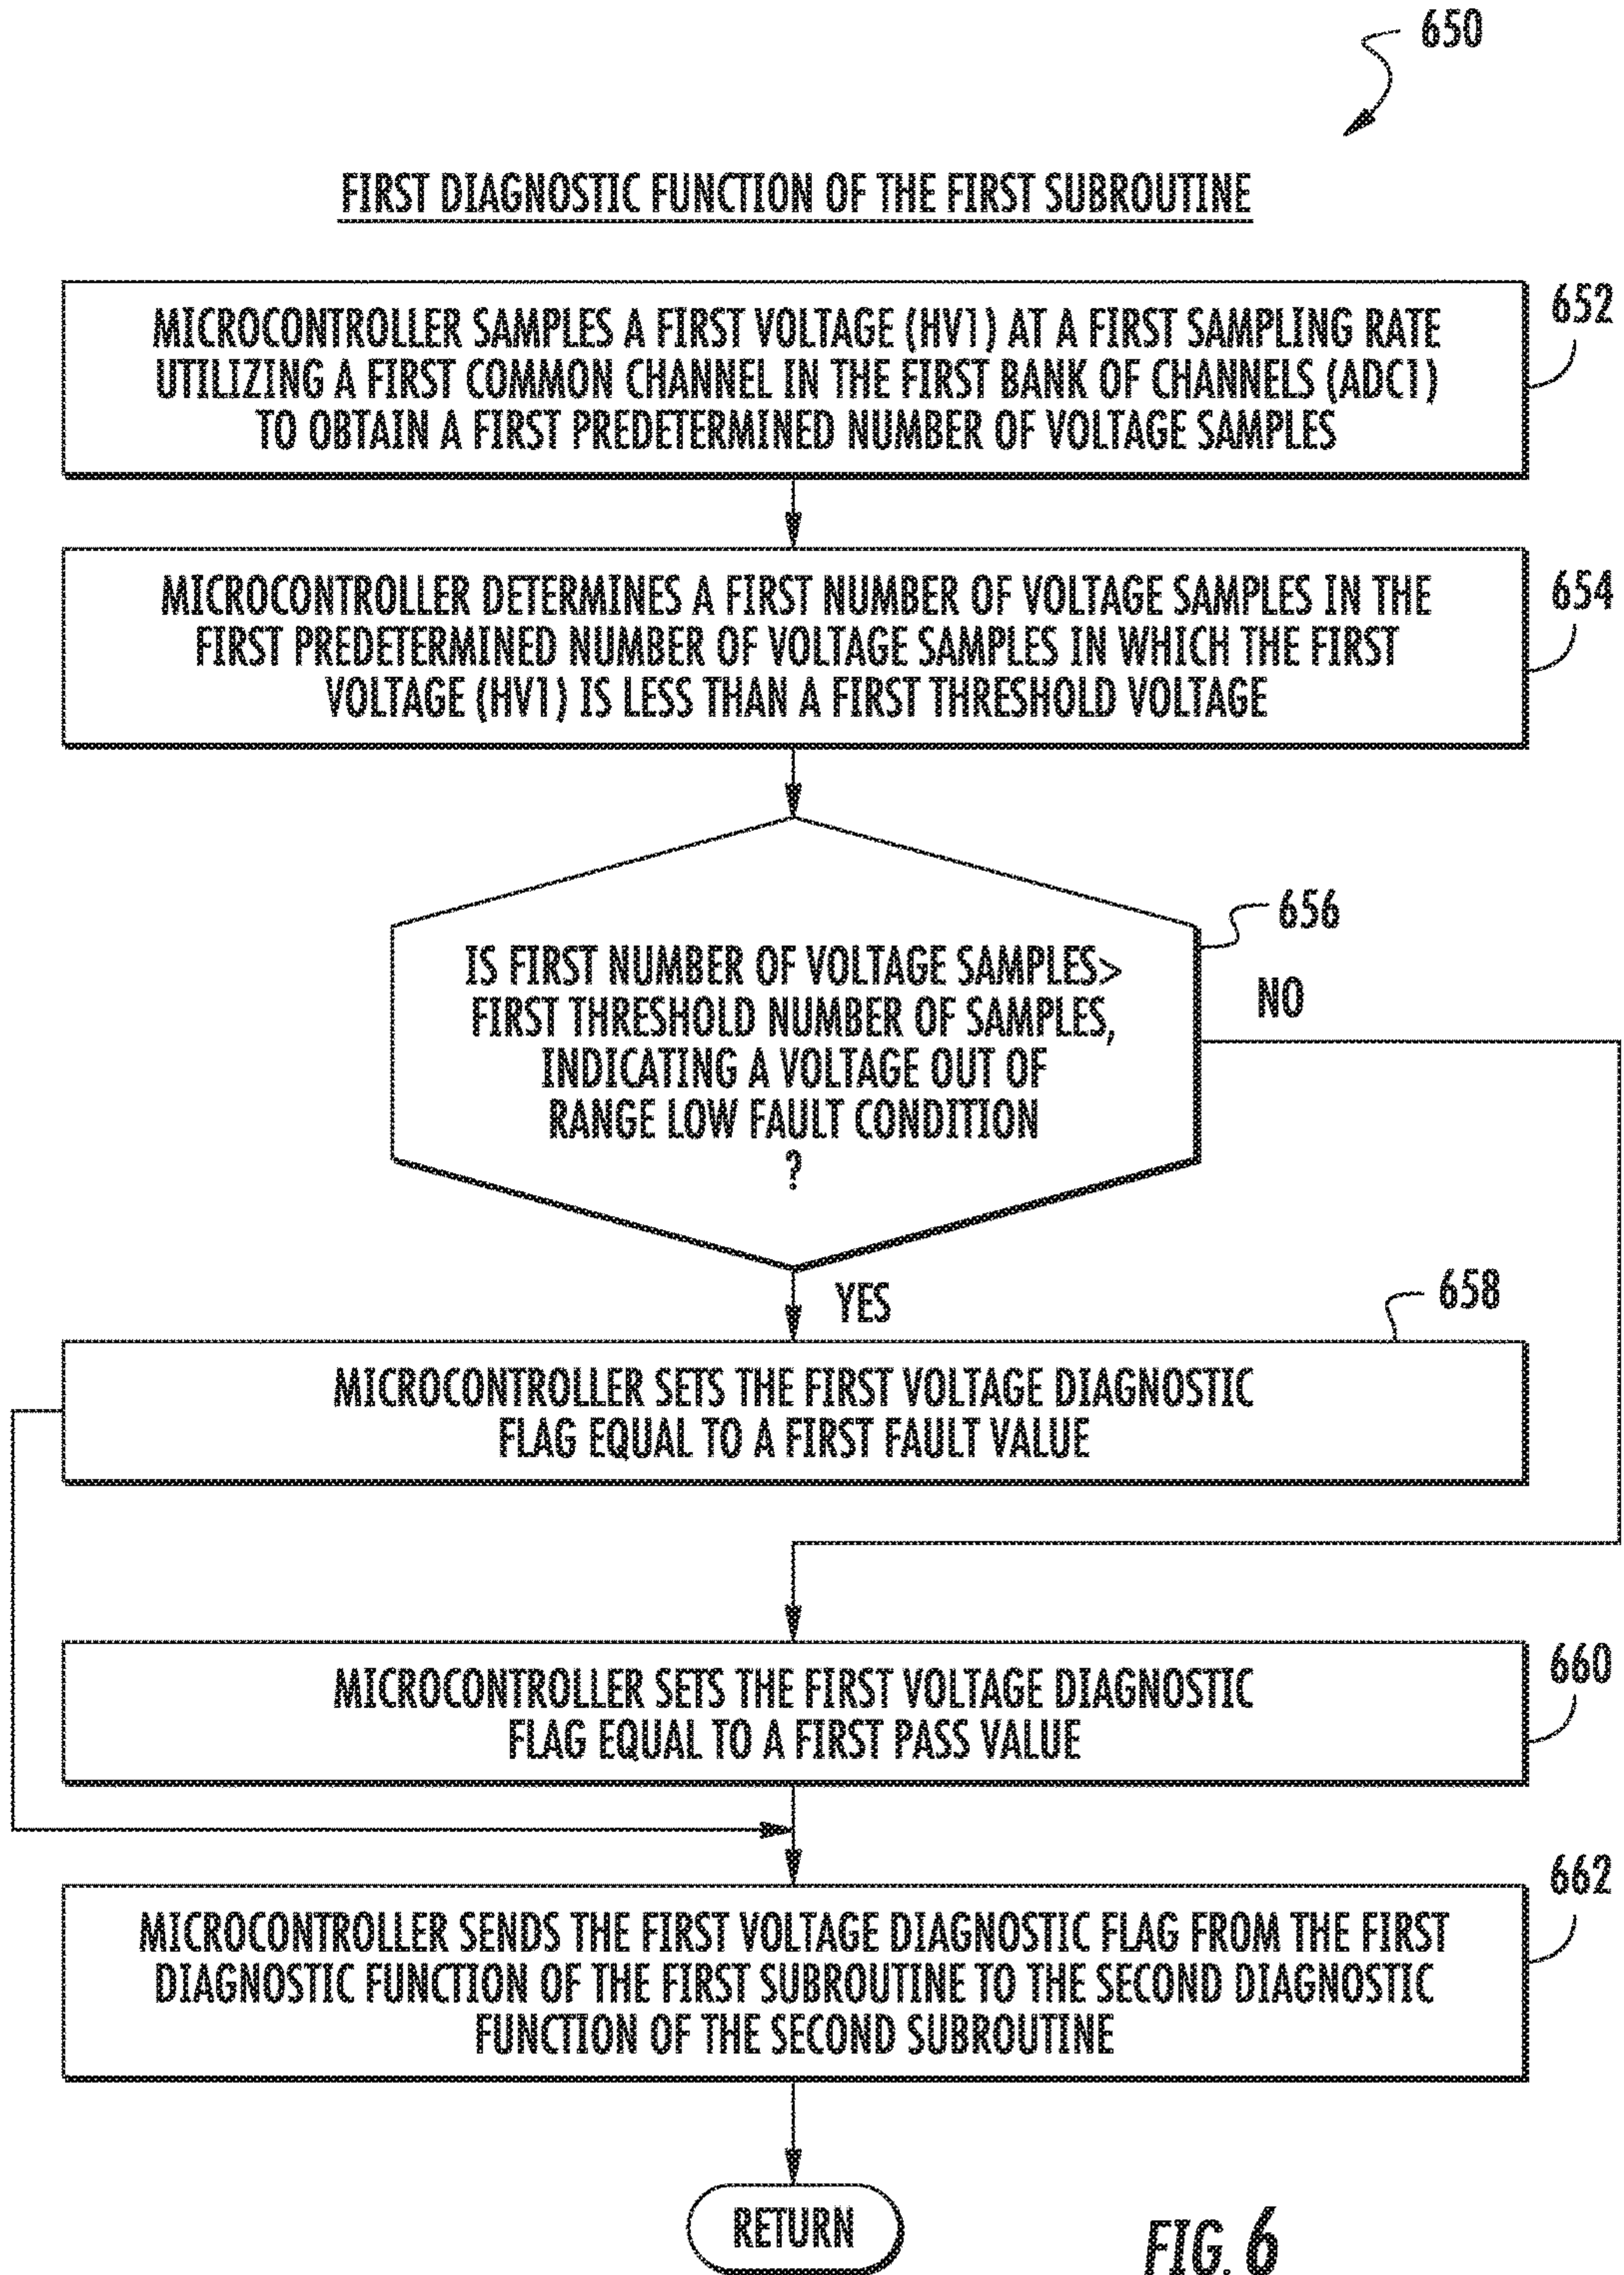 650
FIRST DIAGNOSTIC FUNCTION OF THE FIRST SUBROUTINE
MICROCONTROLLER SAMPLES A FIRST VOLTAGE (HV1) AT A FIRST SAMPLING RATE
UTILIZING A FIRST COMMON CHANNEL IN THE FIRST BANK OF CHANNELS (ADC1)
TO OBTAIN A FIRST PREDETERMINED NUMBER OF VOLTAGE SAMPLES
652
MICROCONTROLLER DETERMINES A FIRST NUMBER OF VOLTAGE SAMPLES IN THE
FIRST PREDETERMINED NUMBER OF VOLTAGE SAMPLES IN WHICH THE FIRST
VOLTAGE (HV1) IS LESS THAN A FIRST THRESHOLD VOLTAGE
654
IS FIRST NUMBER OF VOLTAGE SAMPLES>
FIRST THRESHOLD NUMBER OF SAMPLES,
INDICATING A VOLTAGE OUT OF
RANGE LOW FAULT CONDITION
?
656
NO
YES
658
MICROCONTROLLER SETS THE FIRST VOLTAGE DIAGNOSTIC
FLAG EQUAL TO A FIRST FAULT VALUE
MICROCONTROLLER SETS THE FIRST VOLTAGE DIAGNOSTIC
FLAG EQUAL TO A FIRST PASS VALUE
660
MICROCONTROLLER SENDS THE FIRST VOLTAGE DIAGNOSTIC FLAG FROM THE FIRST
DIAGNOSTIC FUNCTION OF THE FIRST SUBROUTINE TO THE SECOND DIAGNOSTIC
FUNCTION OF THE SECOND SUBROUTINE
662
RETURN
FIG. 6